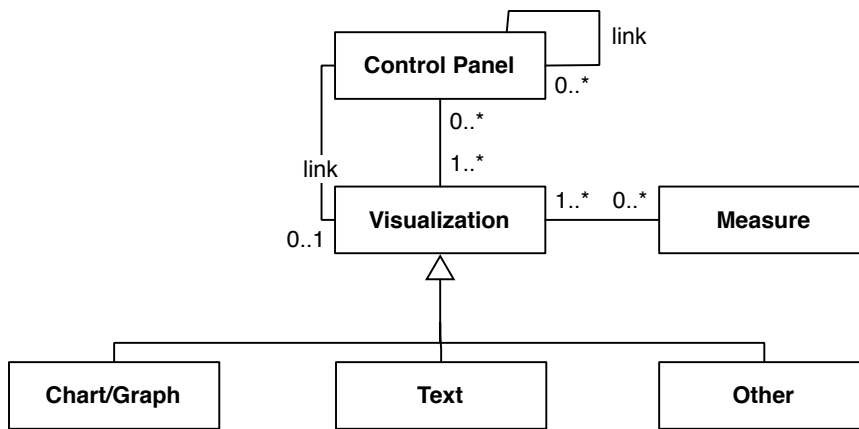 link
Control Panel
0..*
0..*
link
1..*
Visualization
1..*
0..*
Measure
0..1
Chart/Graph
Text
Other